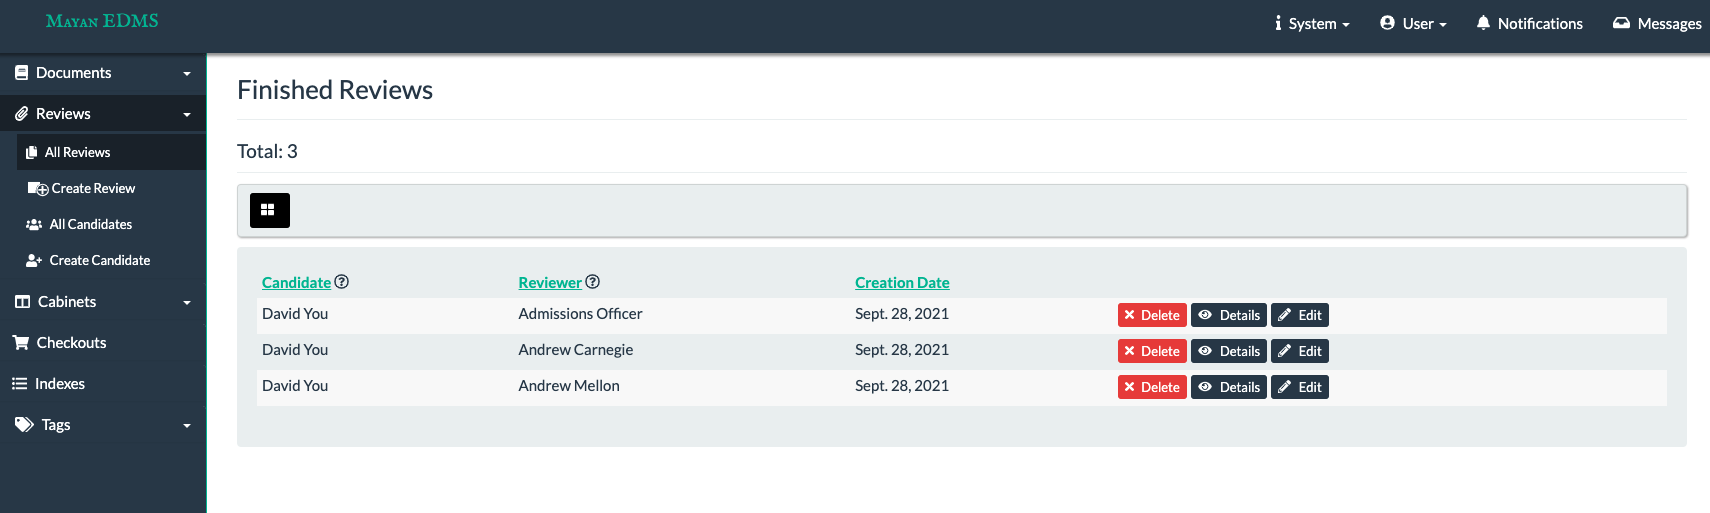 Mayan EDMS
System
User
Notifications
Messages
Documents
Reviews
All Reviews
Create Review
All Candidates
Create Candidate
Cabinets
Checkouts
Indexes
Tags
Finished Reviews
Total: 3
Candidate Reviewer Creation Date
David You Admissions Officer Sept. 28, 2021 Delete Details Edit
David You Andrew Carnegie Sept. 28, 2021 Delete Details Edit
David You Andrew Mellon Sept. 28, 2021 Delete Details Edit